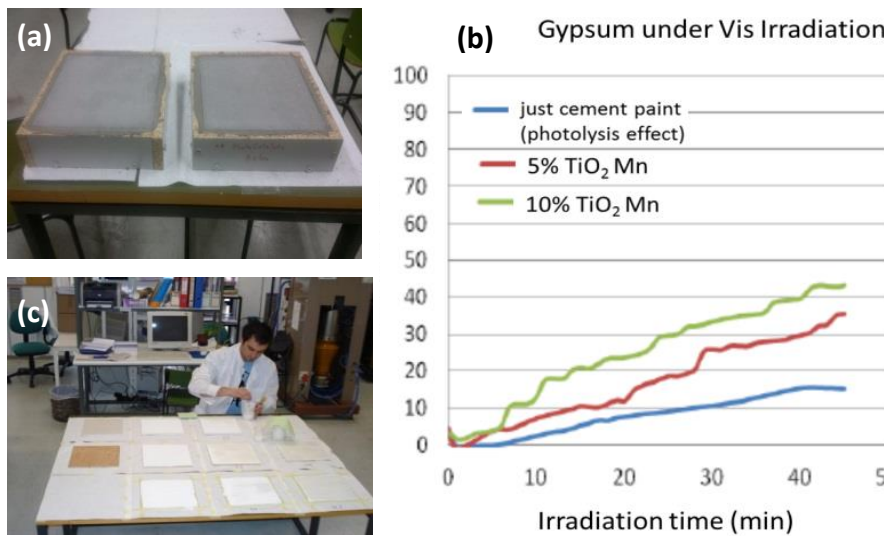 (a)
(b)
Gypsum under Vis Irradiation
100
90
80
70
60
50
40
30
20
10
0
just cement paint
(photolysis effect)
5% TiO₂ Mn
10% TiO₂ Mn
0
10
20
30
40
Irradiation time (min)
(c)